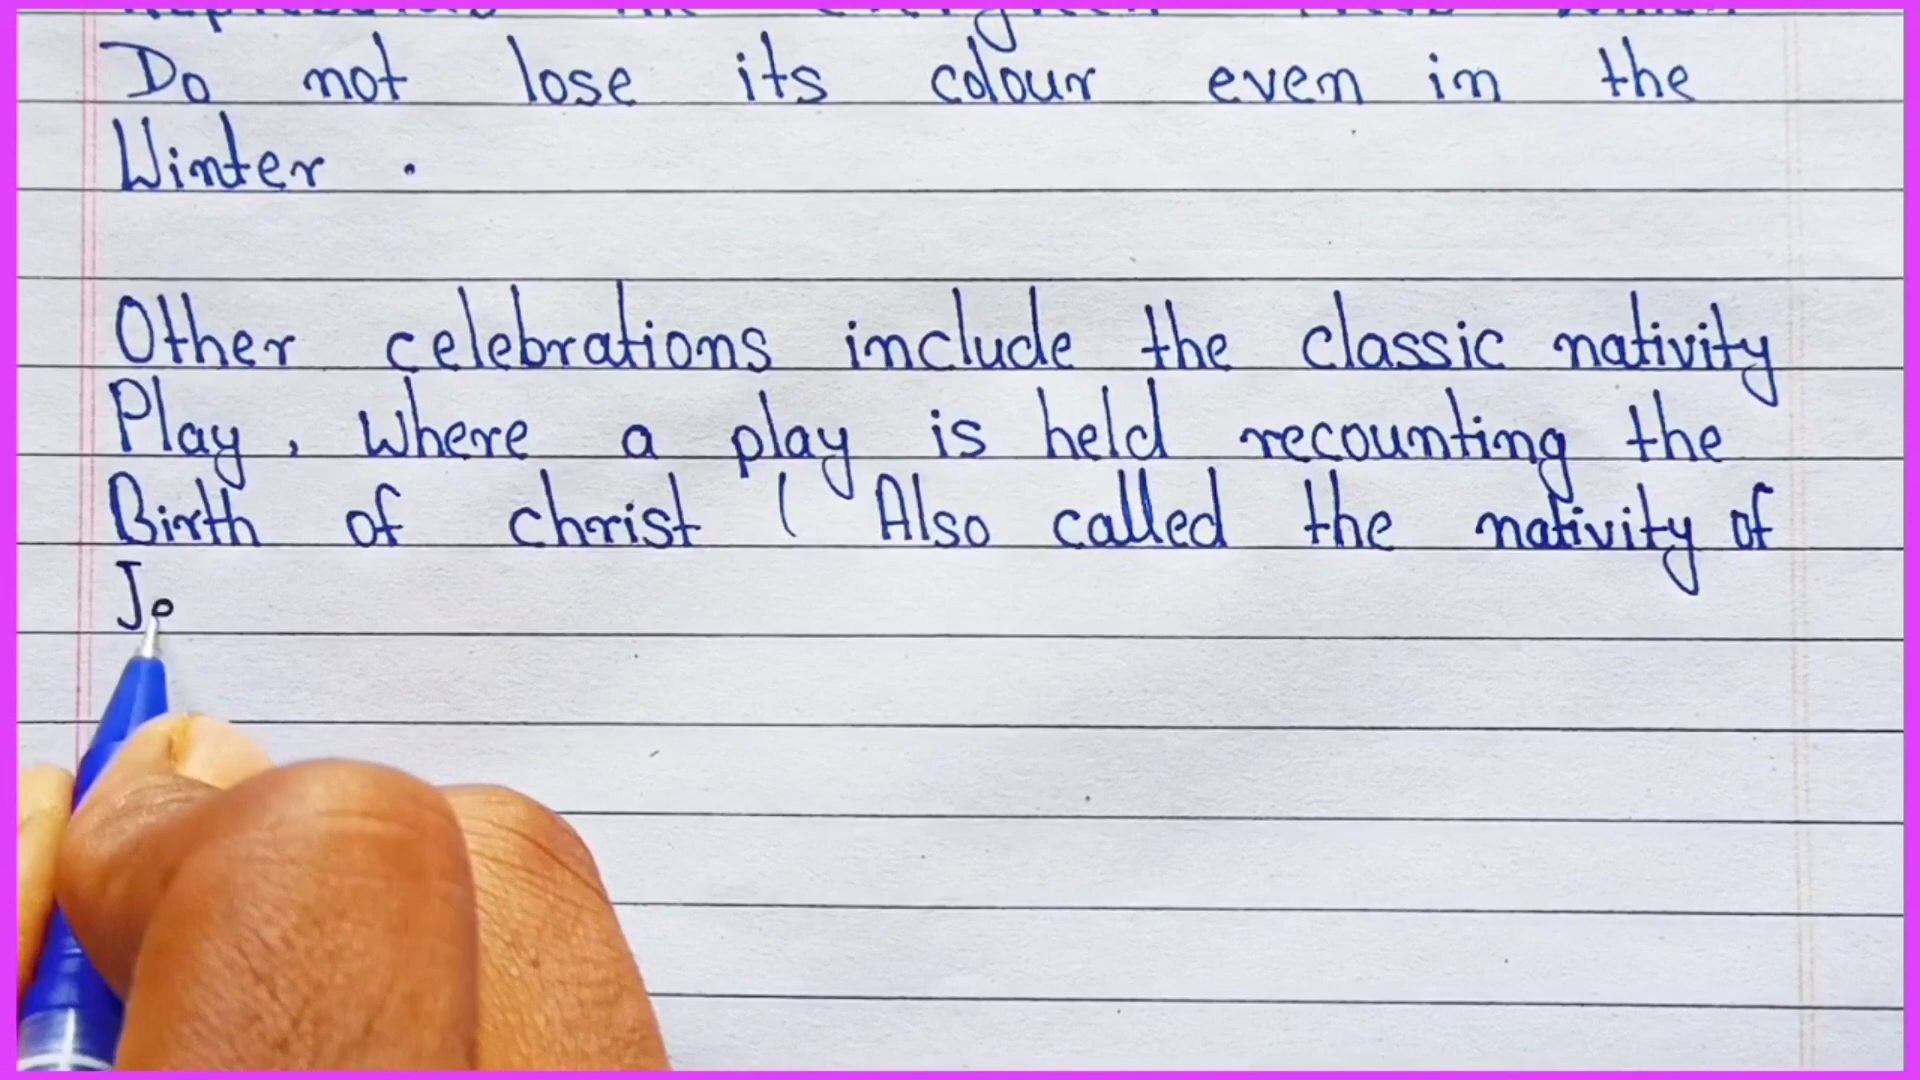 Do not lose its colour even in the
Winter .
Other celebrations include the classic nativity
Play, Where a play is held recounting the
Birth of christ ( Also called the nativity of
Je